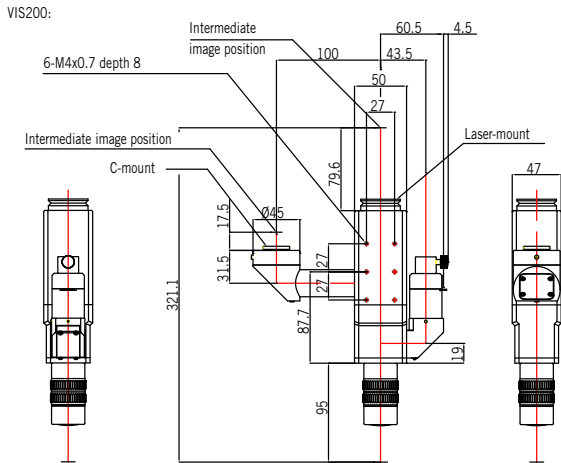 VIS200:
Intermediate
image position
60.5
4.5
100
43.5
6-M4x0.7 depth 8
50
27
Intermediate image position
Laser-mount
C-mount
79.6
47
17.5
Ø45
31.5
27
321.1
27
87.7
19
95